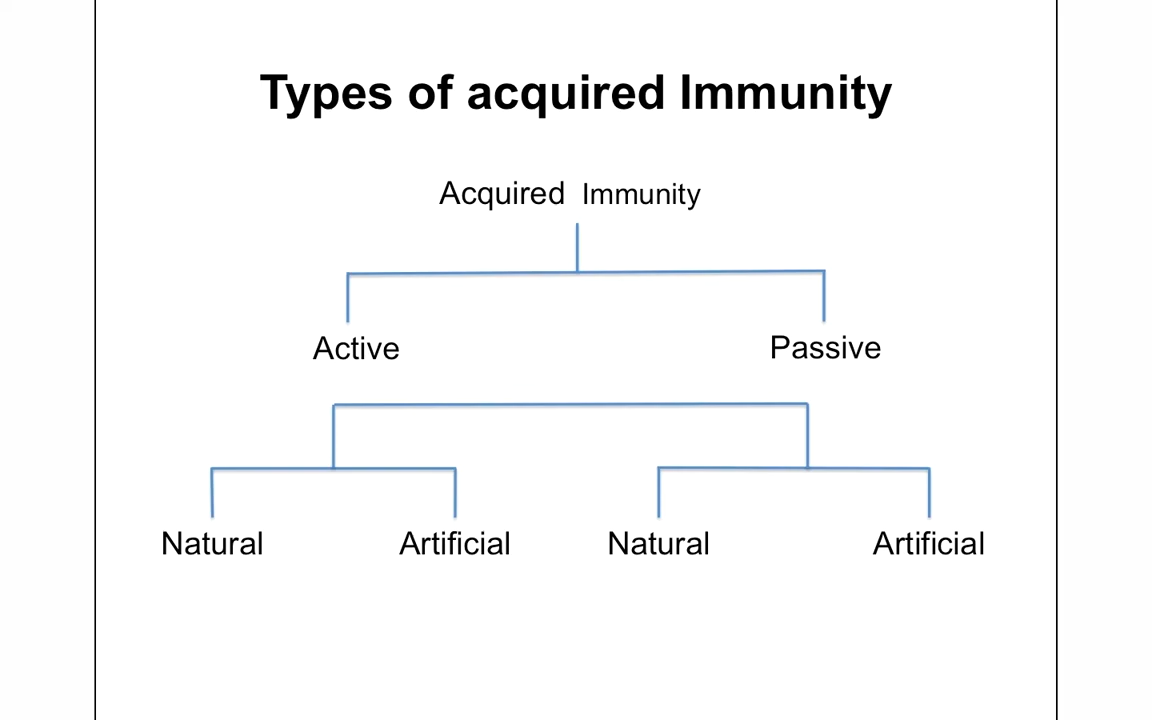 Types of acquired Immunity
Acquired Immunity
Active Passive
Natural Artificial Natural Artificial